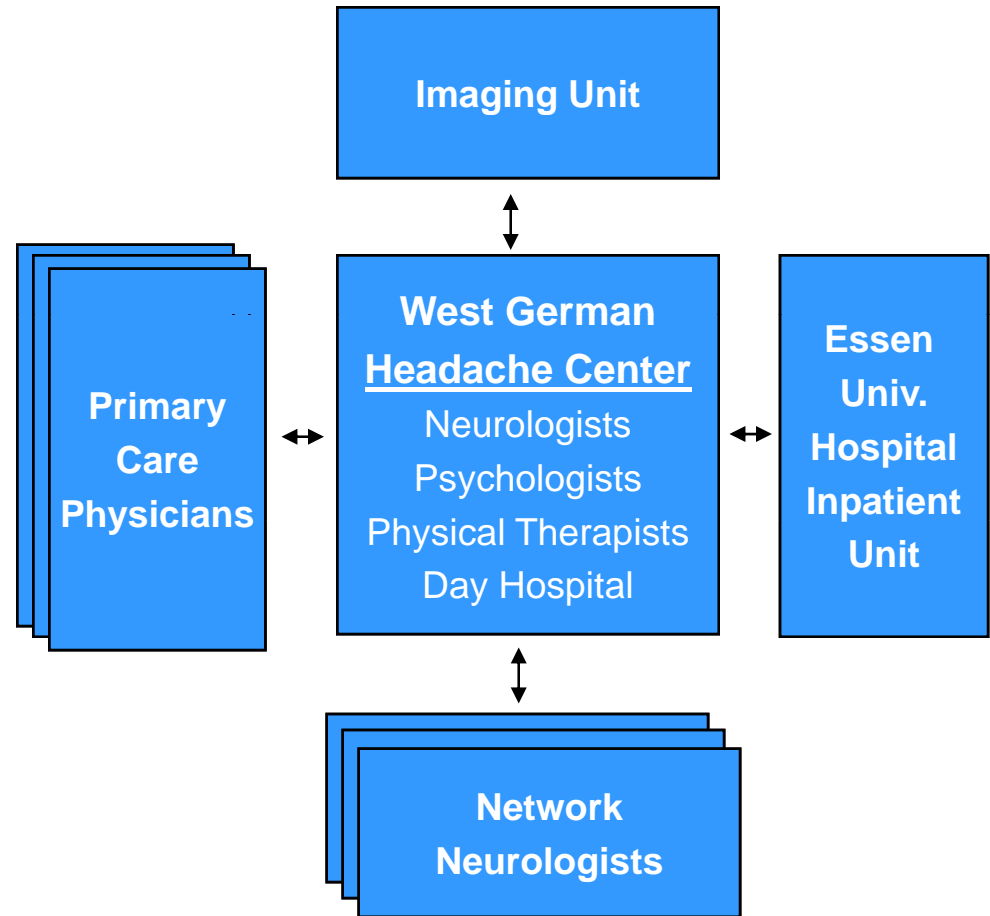 Imaging Unit
West German
Headache Center
Neurologists
Psychologists
Physical Therapists
Day Hospital
Primary
Care
Physicians
Essen
Univ.
Hospital
Inpatient
Unit
Network
Neurologists